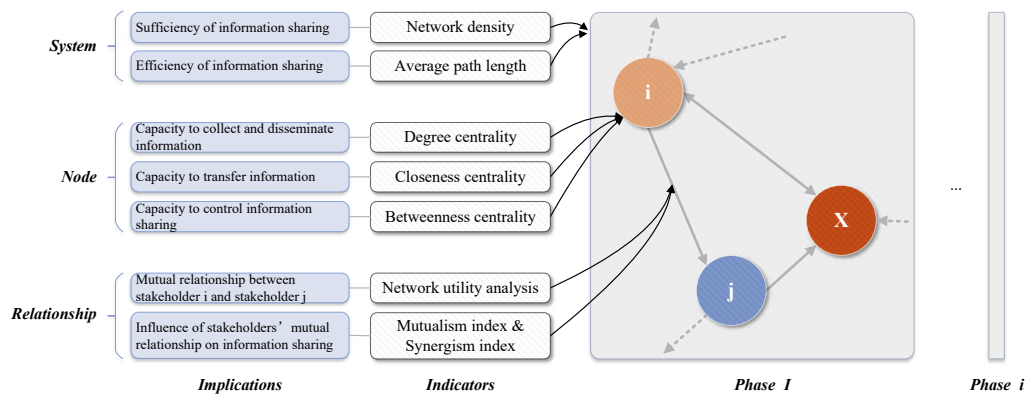 System
Sufficiency of information sharing
Network density
Efficiency of information sharing
Average path length
Node
Capacity to collect and disseminate
information
Degree centrality
Capacity to transfer information
Closeness centrality
Capacity to control information
sharing
Betweenness centrality
Relationship
Mutual relationship between
stakeholder i and stakeholder j
Network utility analysis
Influence of stakeholders’ mutual
relationship on information sharing
Mutualism index &
Synergism index
i
X
j
...
Implications
Indicators
Phase I
Phase i